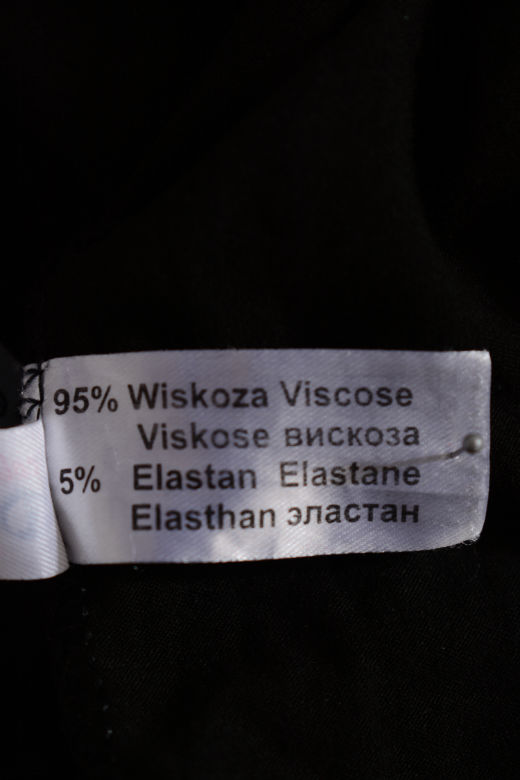 95% Wiskoza Viscose
Viskose вискоза
5% Elastan Elastane
Elasthan эластан